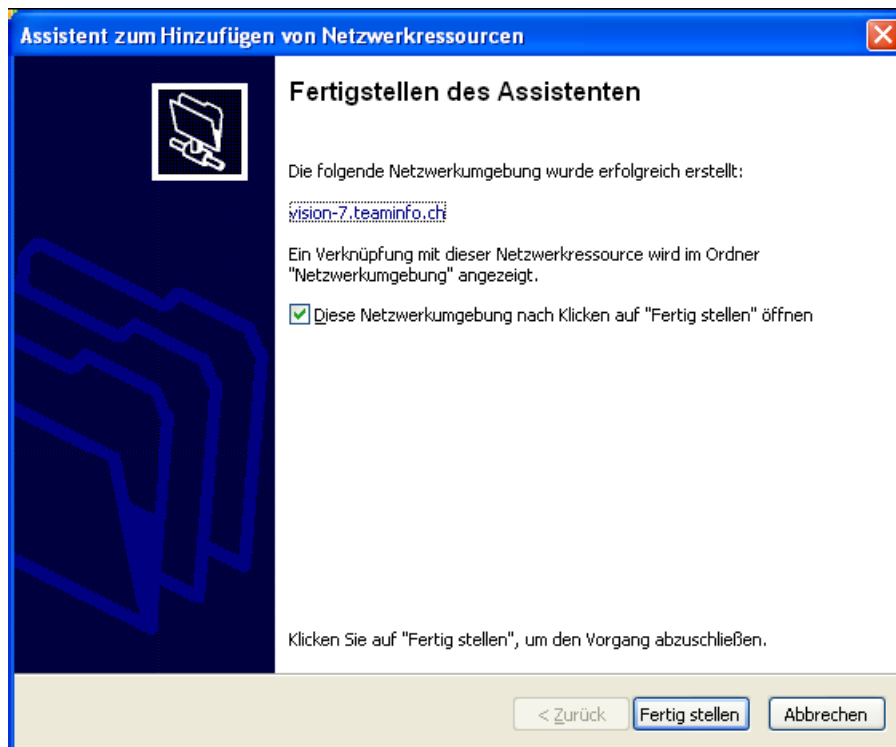 Assistent zum Hinzufügen von Netzwerkressourcen
Fertigstellen des Assistenten
Die folgende Netzwerkumgebung wurde erfolgreich erstellt:
vision-7.teaminfo.ch
Ein Verknüpfung mit dieser Netzwerkressource wird im Ordner
"Netzwerkumgebung" angezeigt.
Diese Netzwerkumgebung nach Klicken auf "Fertig stellen" öffnen
Klicken Sie auf "Fertig stellen", um den Vorgang abzuschließen.
< Zurück Fertig stellen Abbrechen